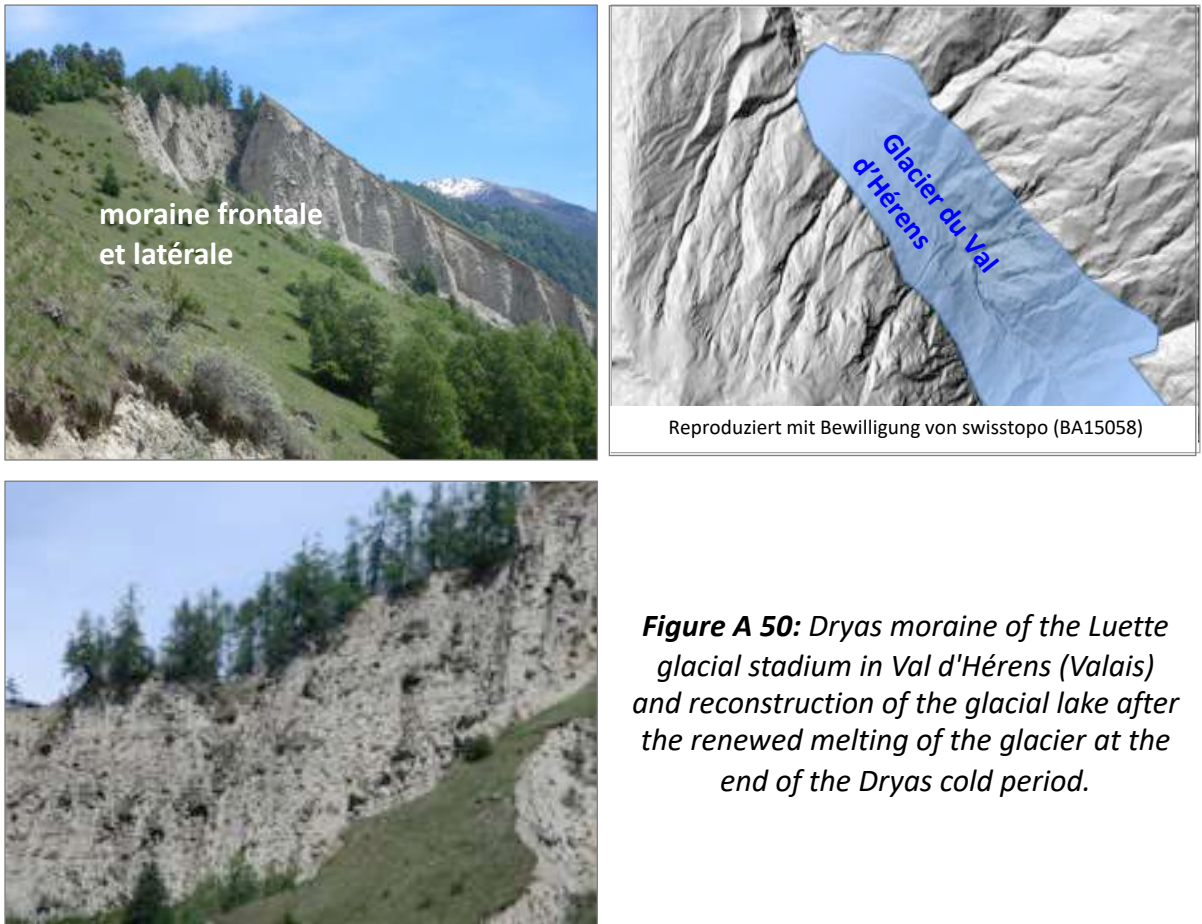 moraine frontale
et latérale
Glacier du Val
d'Hérens
Reproduziert mit Bewilligung von swisstopo (BA15058)
Figure A 50: Dryas moraine of the Luette
glacial stadium in Val d'Hérens (Valais)
and reconstruction of the glacial lake after
the renewed melting of the glacier at the
end of the Dryas cold period.